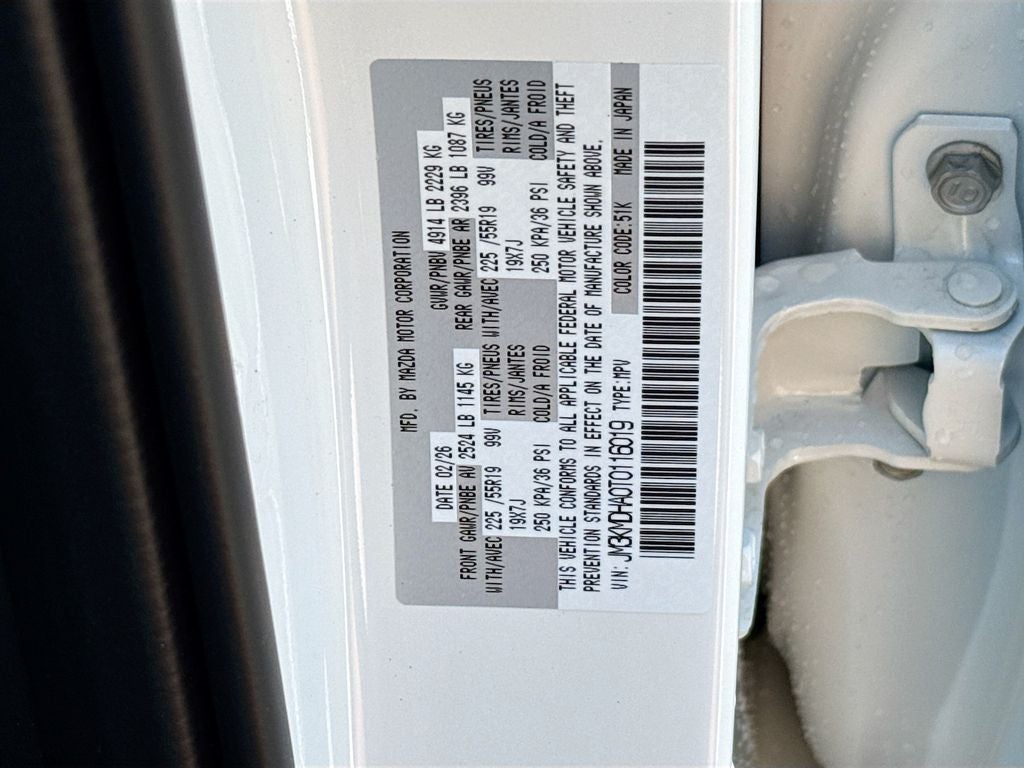 MFD. BY MAZDA MOTOR CORPORATION
DATE 02/26 GVWR/PNBV 4914 LB 2229 KG
FRONT GAWR/PNBE AV 2524 LB 1145 KG REAR GAWR/PNBE AR 2396 LB 1087 KG
WITH/AVEC 225 /55R19 99V TIRES/PNEUS WITH/AVEC 225 /55R19 99V TIRES/PNEUS
19X7J RIMS/JANTES 19X7J RIMS/JANTES
250 KPA/36 PSI COLD/A FROID 250 KPA/36 PSI COLD/A FROID
THIS VEHICLE CONFORMS TO ALL APPLICABLE FEDERAL MOTOR VEHICLE SAFETY AND THEFT
PREVENTION STANDARDS IN EFFECT ON THE DATE OF MANUFACTURE SHOWN ABOVE.
VIN: JM3KMDHA0T0116019 TYPE:MPV COLOR CODE:51K MADE IN JAPAN